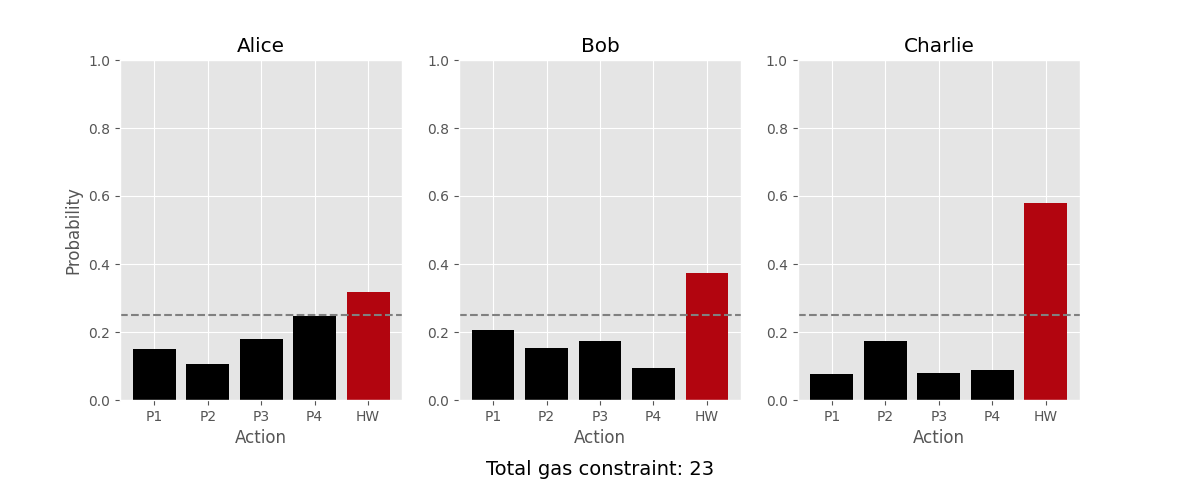 Alice
Bob
Charlie
Probability
1.0
0.8
0.6
0.4
0.2
0.0
P1 P2 P3 P4 HW
Action
1.0
0.8
0.6
0.4
0.2
0.0
P1 P2 P3 P4 HW
Action
1.0
0.8
0.6
0.4
0.2
0.0
P1 P2 P3 P4 HW
Action
Total gas constraint: 23